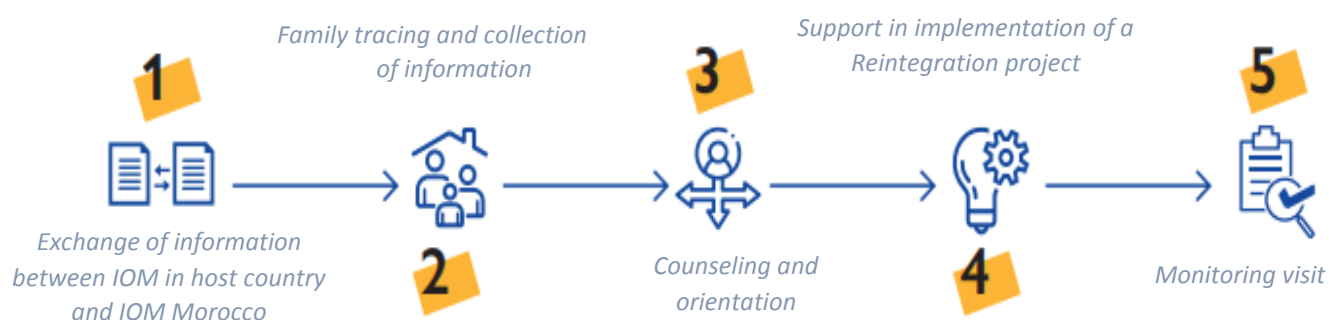 1
Exchange of information
between IOM in host country
and IOM Morocco
Family tracing and collection
of information
2
3
Counseling and
orientation
Support in implementation of a
Reintegration project
4
5
Monitoring visit